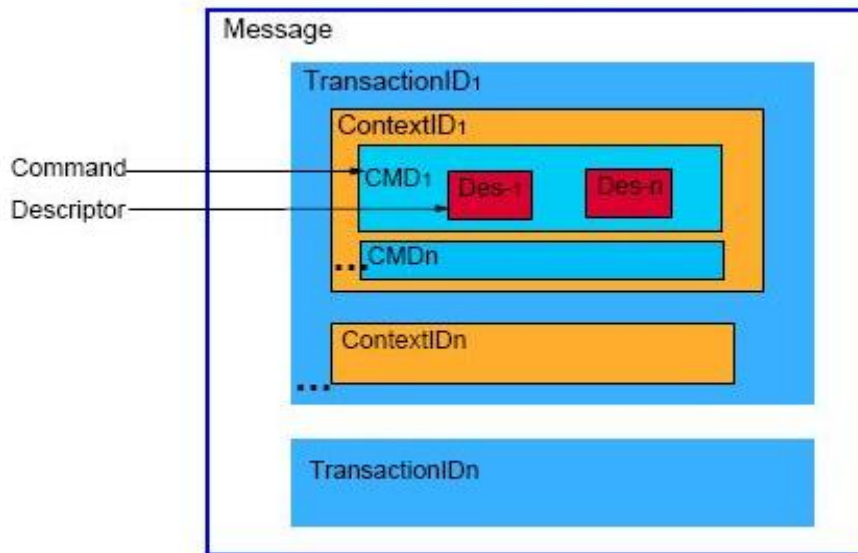 Message
TransactionID1
ContextID1
Command
CMD1 Des-1 Des-n
Descriptor
...CMDn
ContextIDn
...
TransactionIDn